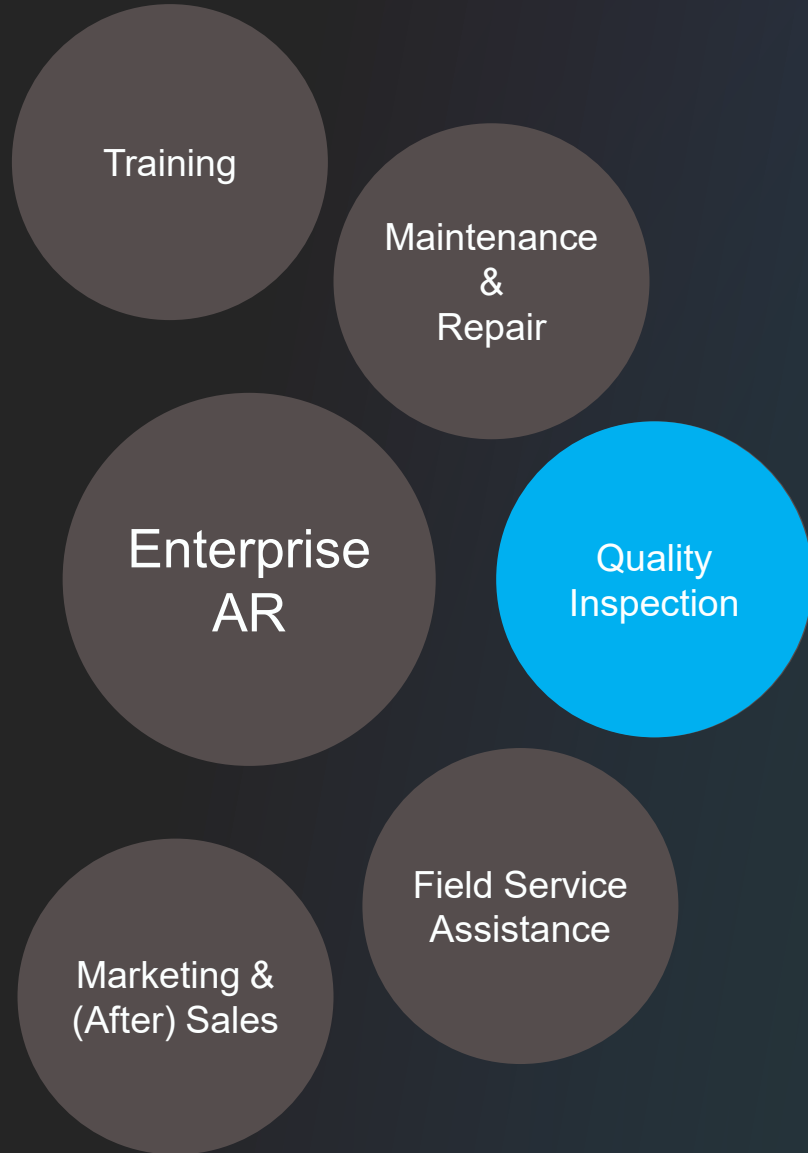 Training
Maintenance
&
Repair
Enterprise
AR
Quality
Inspection
Field Service
Assistance
Marketing &
(After) Sales